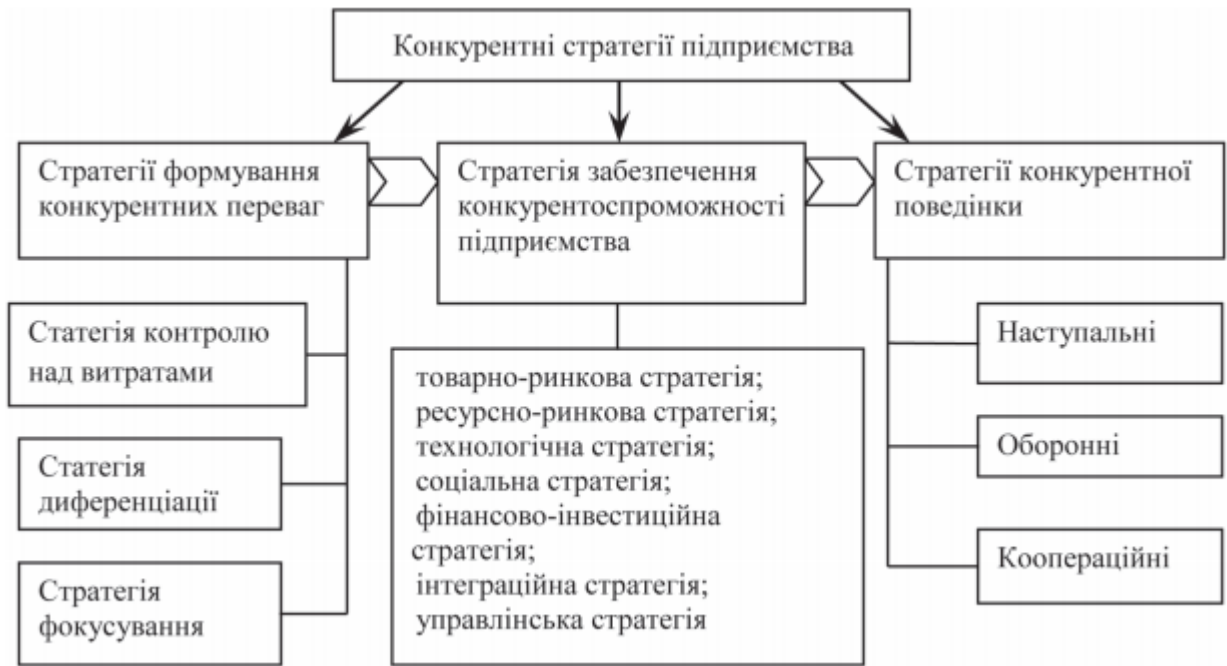 Конкурентні стратегії підприємства
Стратегії формування
конкурентних переваг
Стратегія забезпечення
конкурентоспроможності
підприємства
Стратегії конкурентної
поведінки
Статегія контролю
над витратами
Статегія
диференціації
Стратегія
фокусування
товарно-ринкова стратегія;
ресурсно-ринкова стратегія;
технологічна стратегія;
соціальна стратегія;
фінансово-інвестиційна
стратегія;
інтеграційна стратегія;
управлінська стратегія
Наступальні
Оборонні
Коопераційні